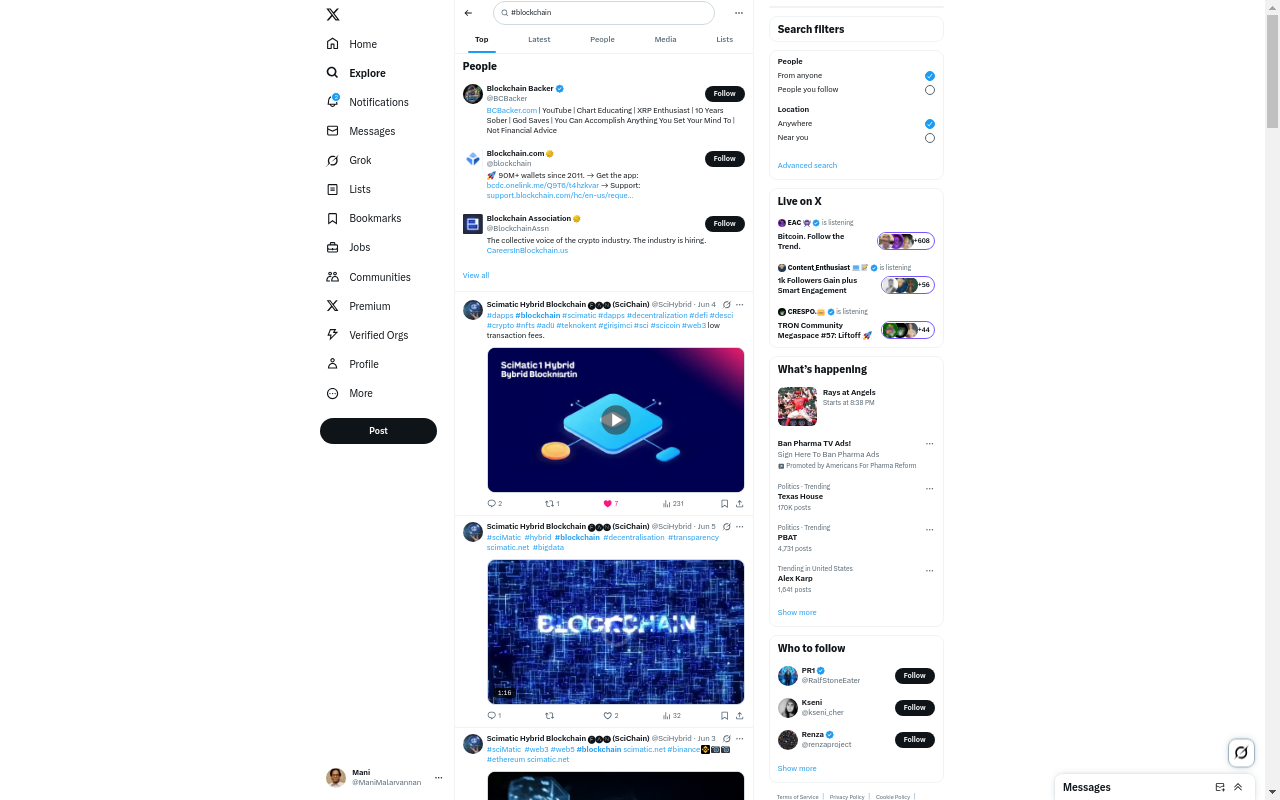 Home
Explore
Notifications
Messages
Grok
Lists
Bookmarks
Jobs
Communities
Premium
Verified Orgs
Profile
More
Post
Mani
@ManiMalarvannan
#blockchain
Top Latest People Media Lists
People
Blockchain Backer
@BCBacker
Follow
BCBacker.com | YouTube | Chart Educating | XRP Enthusiast | 10 Years
Sober | God Saves | You Can Accomplish Anything You Set Your Mind To |
Not Financial Advice
Blockchain.com
@blockchain
Follow
🚀 90M+ wallets since 2011. → Get the app:
bcdc.onelink.me/Q9T6/t4hzkvar → Support:
support.blockchain.com/hc/en-us/reque…
Blockchain Association
@BlockchainAssn
Follow
The collective voice of the crypto industry. The industry is hiring.
CareersInBlockchain.us
View all
Scimatic Hybrid Blockchain (SciChain) @SciHybrid · Jun 4
#dapps #blockchain #scimatic #dapps #decentralization #defi #desci
#crypto #nfts #adü #teknokent #girişimci #sci #scicoin #web3 low
transaction fees.
SciMatic 1 Hybrid
2 1 7 231
Scimatic Hybrid Blockchain (SciChain) @SciHybrid · Jun 5
#sciMatic #hybrid #blockchain #decentralisation #transparency
scimatic.net #bigdata
BLOCKCHAIN
1:16
1 2 32
Scimatic Hybrid Blockchain (SciChain) @SciHybrid · Jun 3
#sciMatic #web3 #web5 #blockchain scimatic.net #binance
#ethereum scimatic.net
Search filters
People
From anyone
People you follow
Location
Anywhere
Near you
Advanced search
Live on X
EAC is listening
Bitcoin. Follow the
Trend.
+608
Content Enthusiast is listening
1k Followers Gain plus
Smart Engagement
+56
CRESPO. is listening
TRON Community
Megaspace #57: Liftoff 🚀
+44
What's happening
Rays at Angels
Starts at 8:38 PM
Ban Pharma TV Ads!
Sign Here To Ban Pharma Ads
Promoted by Americans For Pharma Reform
Politics · Trending
Texas House
170K posts
Politics · Trending
PBAT
4,731 posts
Trending in United States
Alex Karp
1,641 posts
Show more
Who to follow
PR1
@RalfStoneEater
Follow
Kseni
@kseni_cher
Follow
Renza
@renzaproject
Follow
Show more
Terms of Service | Privacy Policy | Cookie Policy |
Messages